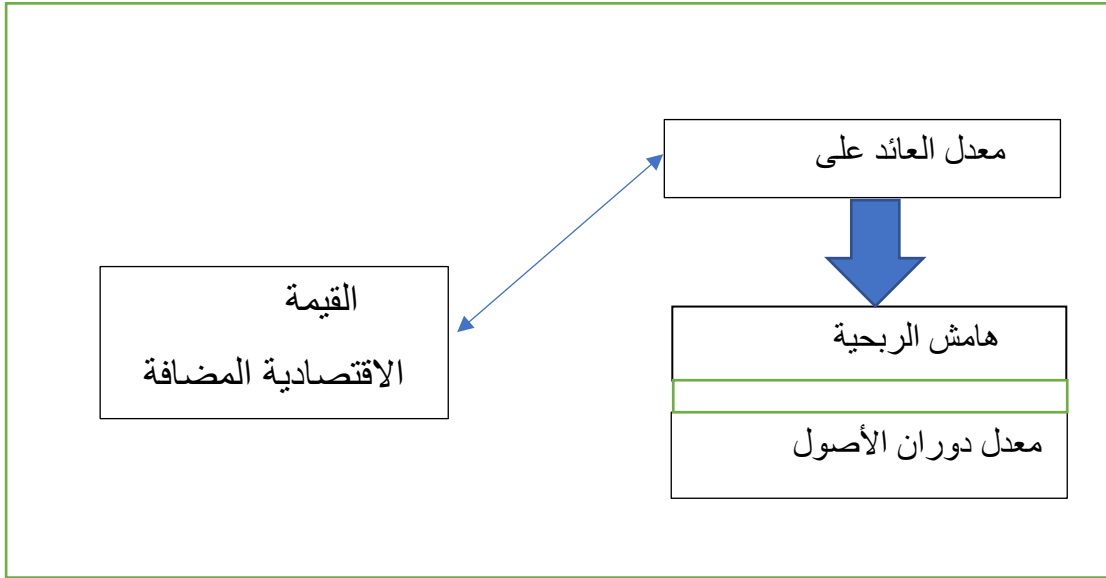 معدل العائد على
القيمة
الاقتصادية المضافة
هامش الربحية
معدل دوران الأصول